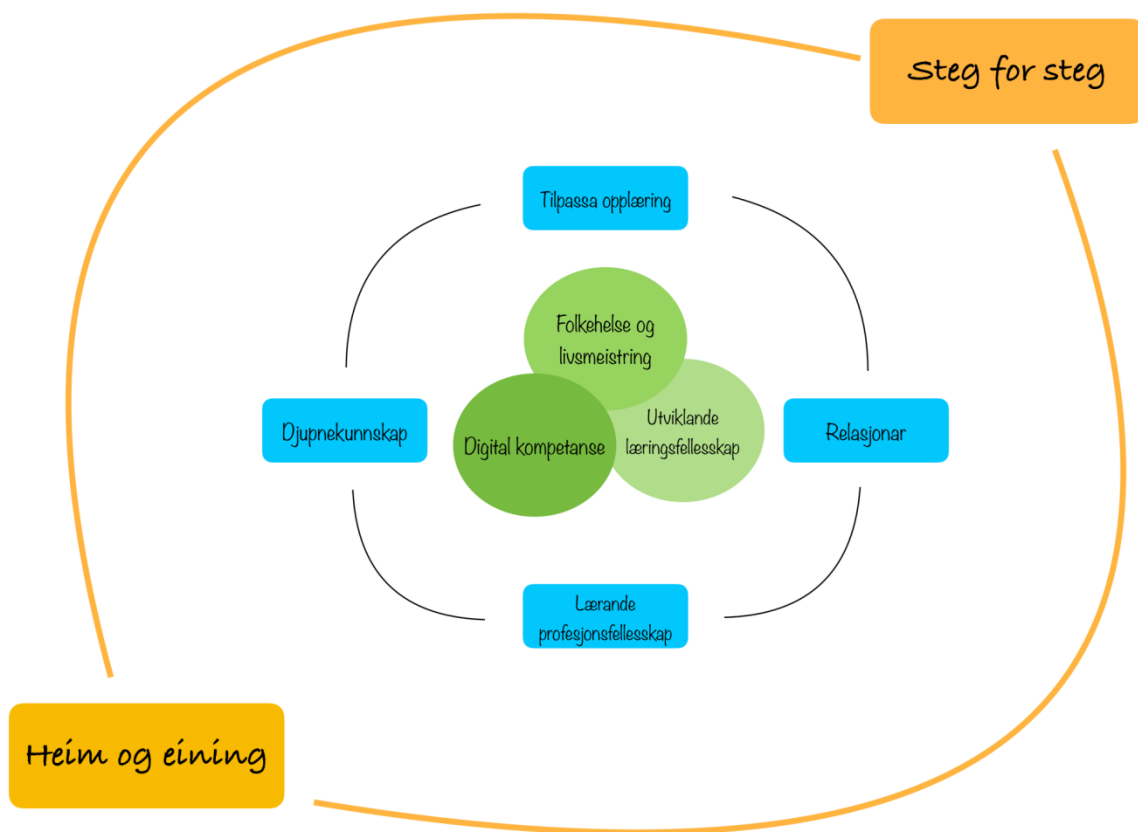 Steg for steg
Tilpassa opplæring
Folkehelse og
livsmeistring
Djupnekunnskap
Digital kompetanse
Utviklande
læringsfellesskap
Relasjonar
Lærande
profesjonsfellesskap
Heim og eining